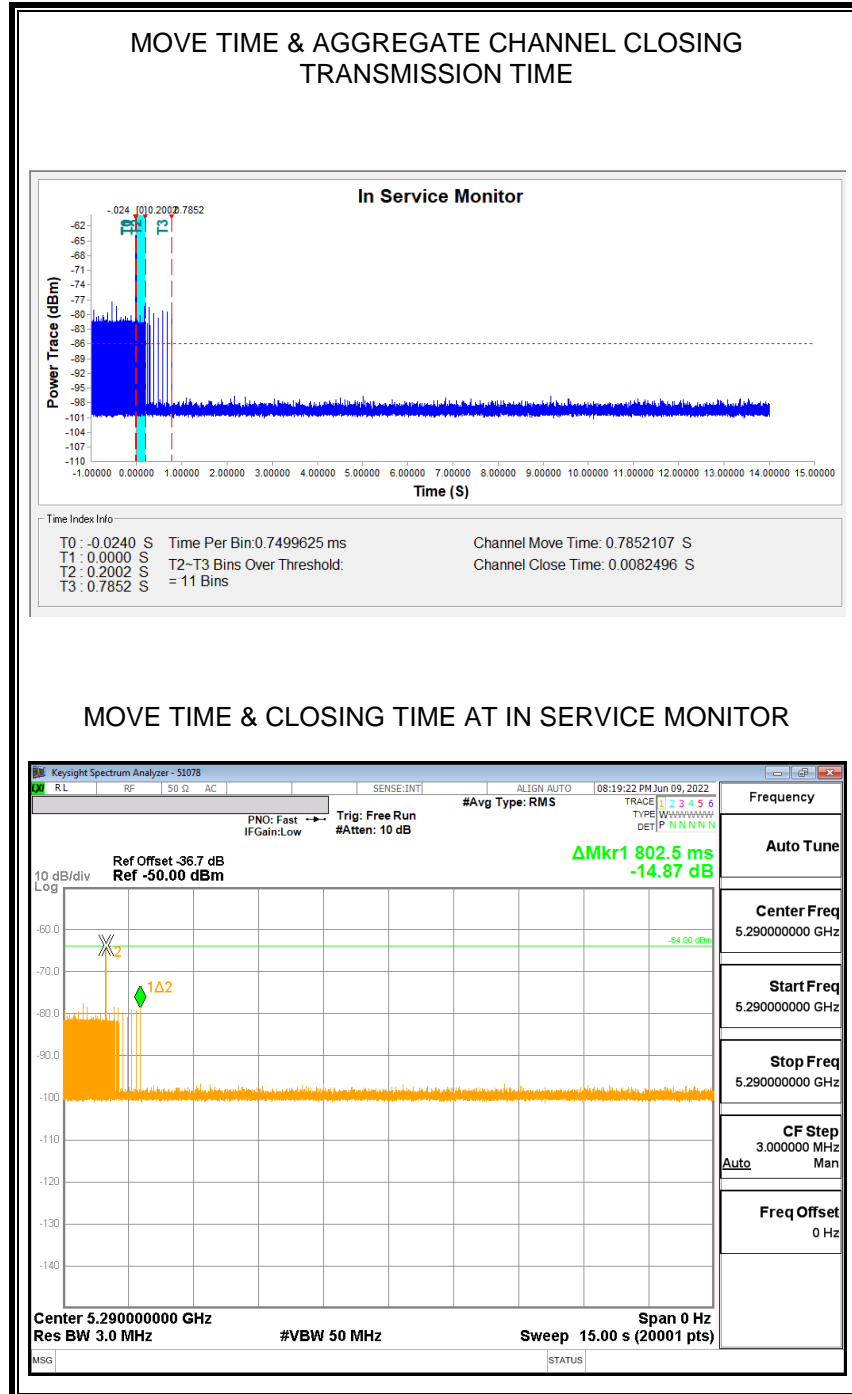 MOVE TIME & AGGREGATE CHANNEL CLOSING
TRANSMISSION TIME
In Service Monitor
-.024 [0] 0.2002 0.7852
T2 T3
Power Trace (dBm)
-62
-65
-68
-71
-74
-77
-80
-83
-86
-89
-92
-95
-98
-101
-104
-107
-110
-1.00000 0.00000 1.00000 2.00000 3.00000 4.00000 5.00000 6.00000 7.00000 8.00000 9.00000 10.00000 11.00000 12.00000 13.00000 14.00000 15.00000
Time (S)
Time Index Info
T0 : -0.0240 S Time Per Bin:0.7499625 ms Channel Move Time: 0.7852107 S
T1 : 0.0000 S
T2 : 0.2002 S T2~T3 Bins Over Threshold: Channel Close Time: 0.0082496 S
T3 : 0.7852 S = 11 Bins
MOVE TIME & CLOSING TIME AT IN SERVICE MONITOR
Keysight Spectrum Analyzer - 51078
LXI RL RF 50 Ω AC SENSE:INT ALIGN AUTO 08:19:22 PM Jun 09, 2022
#Avg Type: RMS TRACE 1 2 3 4 5 6
PNO: Fast Trig: Free Run TYPE WWWWWWW
IFGain:Low #Atten: 10 dB DET P N N N N N
ΔMkr1 802.5 ms
-14.87 dB
Ref Offset -36.7 dB
10 dB/div Ref -50.00 dBm
Log
-60.0
-70.0
-80.0
-90.0
-100
-110
-120
-130
-140
-64.00 dBm
2
1Δ2
Center 5.290000000 GHz Span 0 Hz
Res BW 3.0 MHz #VBW 50 MHz Sweep 15.00 s (20001 pts)
MSG STATUS
Frequency
Auto Tune
Center Freq
5.290000000 GHz
Start Freq
5.290000000 GHz
Stop Freq
5.290000000 GHz
CF Step
3.000000 MHz
Auto Man
Freq Offset
0 Hz